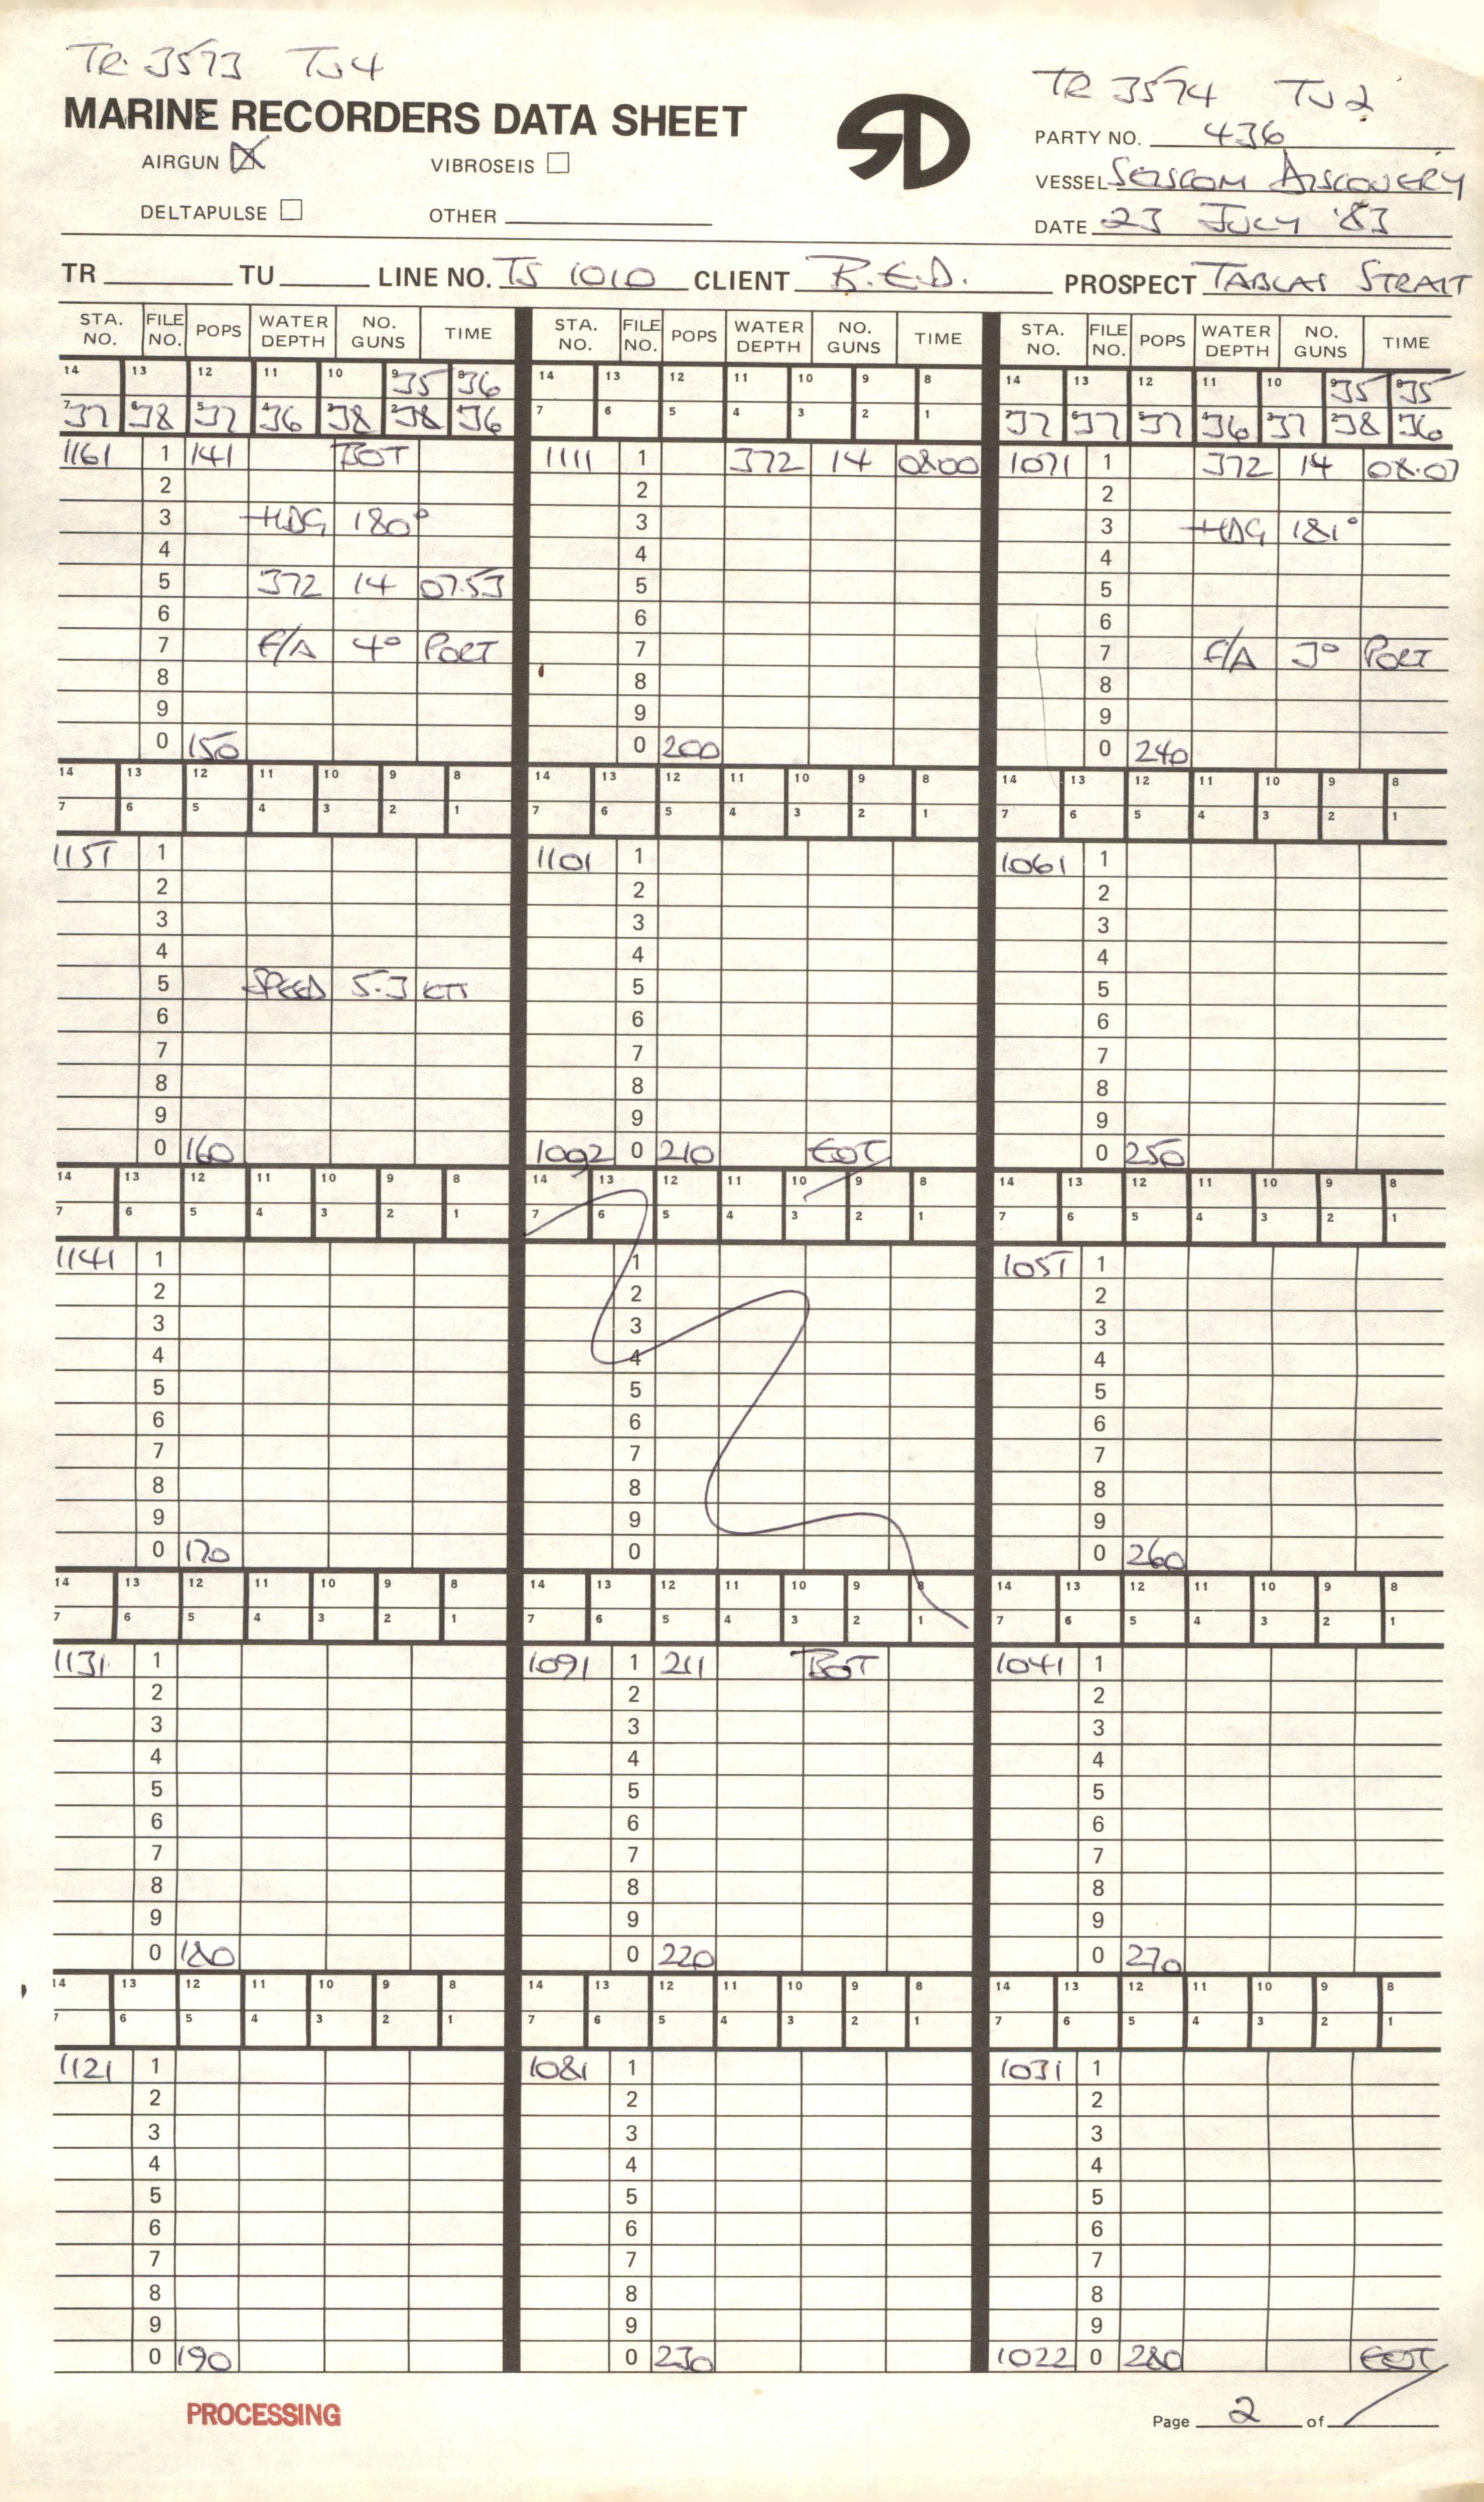 TR 3573 TU 4
TR 3574 TU 2
MARINE RECORDERS DATA SHEET
SD
PARTY NO. 436
AIRGUN ☒ VIBROSEIS ☐
VESSEL SEISCOM DISCOVERY
DELTAPULSE ☐ OTHER
DATE 23 JULY '83
TR TU LINE NO. TS 1010 CLIENT B.E.D. PROSPECT TABLAS STRAIT
STA. NO. FILE NO. POPS WATER DEPTH NO. GUNS TIME STA. NO. FILE NO. POPS WATER DEPTH NO. GUNS TIME STA. NO. FILE NO. POPS WATER DEPTH NO. GUNS TIME
14 13 12 11 10 9 35 8 36 14 13 12 11 10 9 8 14 13 12 11 10 9 35 8 35
7 37 6 38 5 37 4 36 3 38 2 38 1 36 7 6 5 4 3 2 1 7 37 6 37 5 37 4 36 3 37 2 38 1 36
1161 1 141 BOT 1111 1 372 14 08:00 1071 1 372 14 08.07
2 2 2
3 HDG 180° 3 3 HDG 181°
4 4 4
5 372 14 07.53 5 5
6 6 6
7 F/A 4° PORT 7 7 F/A 3° PORT
8 8 8
9 9 9
0 150 0 200 0 240
14 13 12 11 10 9 8 14 13 12 11 10 9 8 14 13 12 11 10 9 8
7 6 5 4 3 2 1 7 6 5 4 3 2 1 7 6 5 4 3 2 1
1151 1 1101 1 1061 1
2 2 2
3 3 3
4 4 4
5 SPEED 5.3 KTS 5 5
6 6 6
7 7 7
8 8 8
9 9 9
0 160 1092 0 210 EOT 0 250
14 13 12 11 10 9 8 14 13 12 11 10 9 8 14 13 12 11 10 9 8
7 6 5 4 3 2 1 7 6 5 4 3 2 1 7 6 5 4 3 2 1
1141 1 1 1051 1
2 2 2
3 3 3
4 4 4
5 5 5
6 6 6
7 7 7
8 8 8
9 9 9
0 170 0 0 260
14 13 12 11 10 9 8 14 13 12 11 10 9 8 14 13 12 11 10 9 8
7 6 5 4 3 2 1 7 6 5 4 3 2 1 7 6 5 4 3 2 1
1131 1 1091 1 211 BOT 1041 1
2 2 2
3 3 3
4 4 4
5 5 5
6 6 6
7 7 7
8 8 8
9 9 9
0 180 0 220 0 270
14 13 12 11 10 9 8 14 13 12 11 10 9 8 14 13 12 11 10 9 8
7 6 5 4 3 2 1 7 6 5 4 3 2 1 7 6 5 4 3 2 1
1121 1 1081 1 1031 1
2 2 2
3 3 3
4 4 4
5 5 5
6 6 6
7 7 7
8 8 8
9 9 9
0 190 0 230 1022 0 280 EOT
PROCESSING
Page 2 of